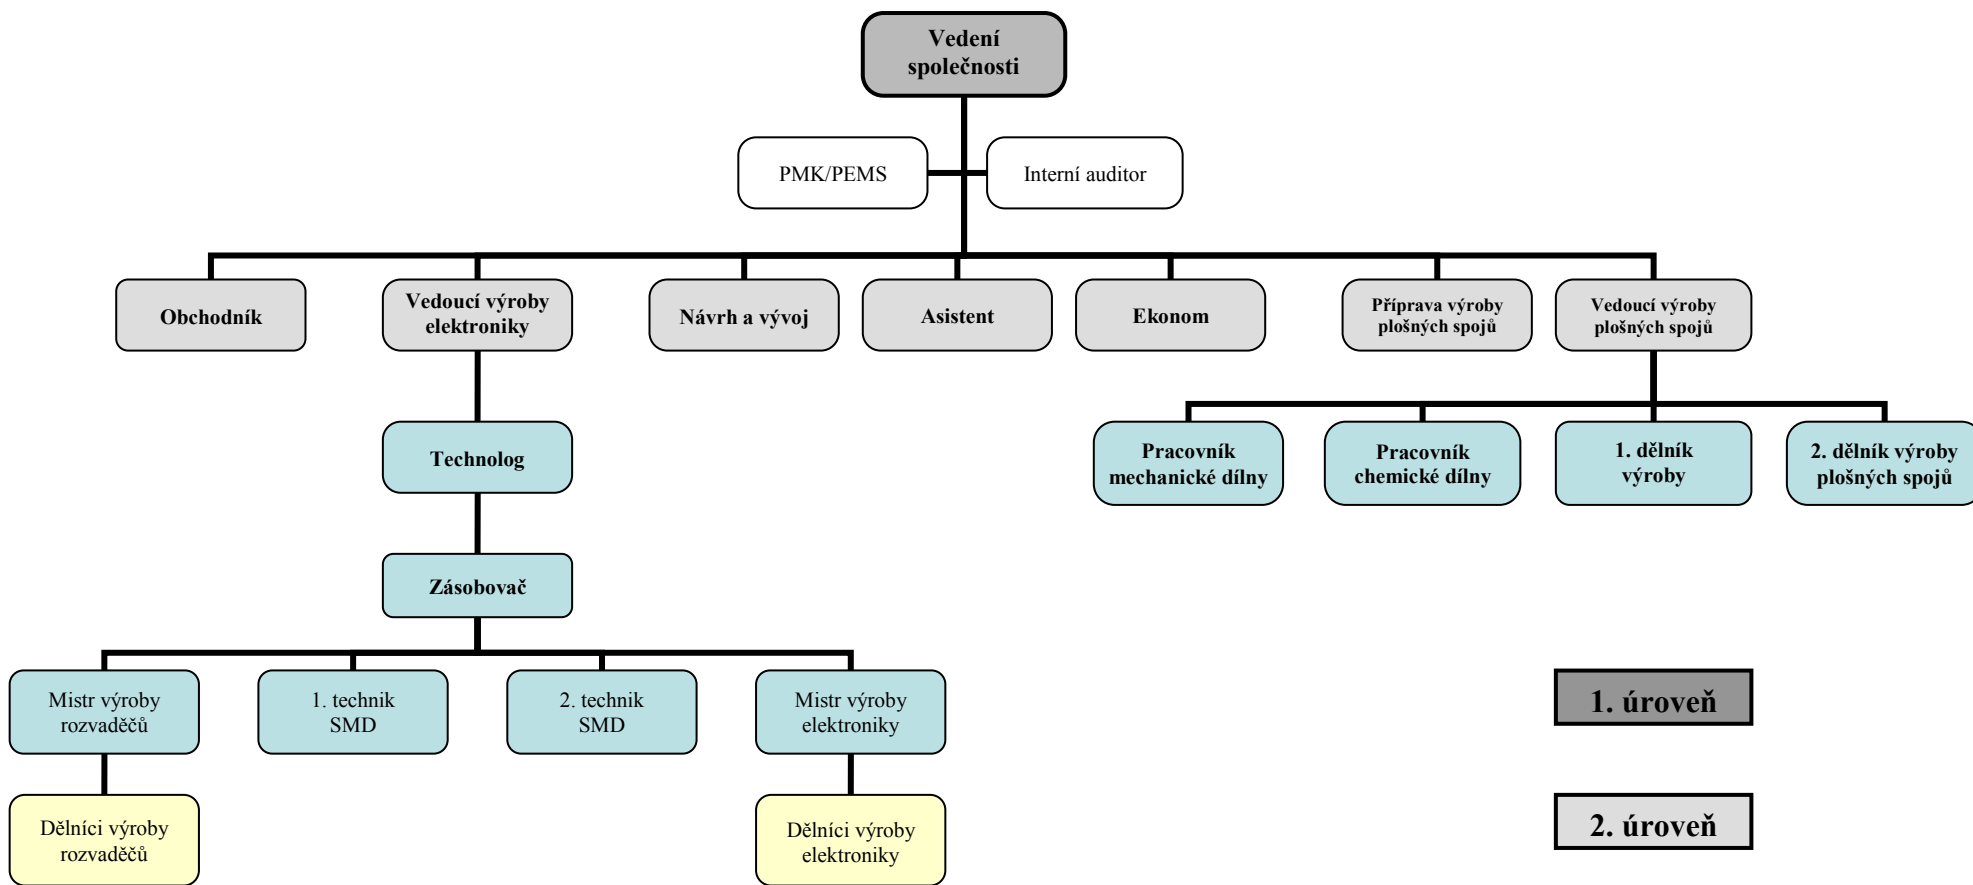 Vedení
společnosti
PMK/PEMS
Interní auditor
Obchodník
Vedoucí výroby
elektroniky
Návrh a vývoj
Asistent
Ekonom
Příprava výroby
plošných spojů
Vedoucí výroby
plošných spojů
Technolog
Pracovník
mechanické dílny
Pracovník
chemické dílny
1. dělník
výroby
2. dělník výroby
plošných spojů
Zásobovač
Mistr výroby
rozvaděčů
1. technik
SMD
2. technik
SMD
Mistr výroby
elektroniky
1. úroveň
Dělníci výroby
rozvaděčů
Dělníci výroby
elektroniky
2. úroveň